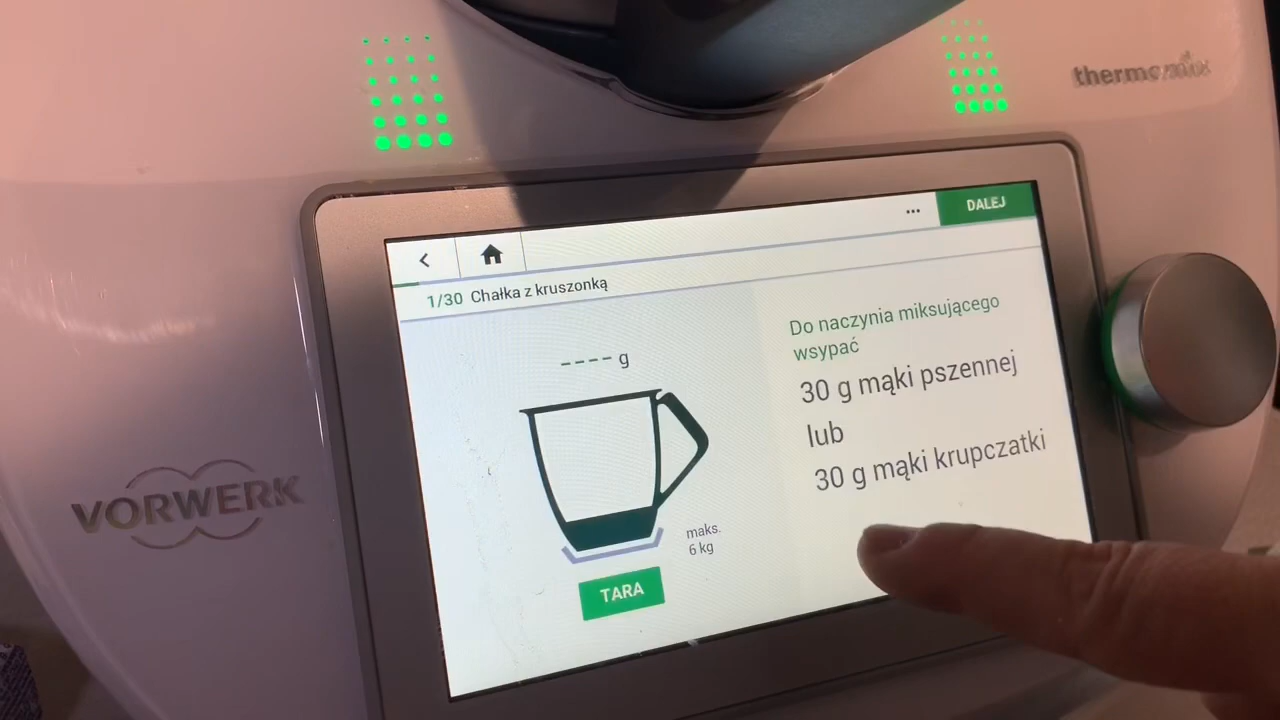 thermomix
DALEJ
1/30 Chałka z kruszonką
---- g
Do naczynia miksującego
wsypać
30 g mąki pszennej
lub
30 g mąki krupczatki
maks.
6 kg
TARA
VORWERK